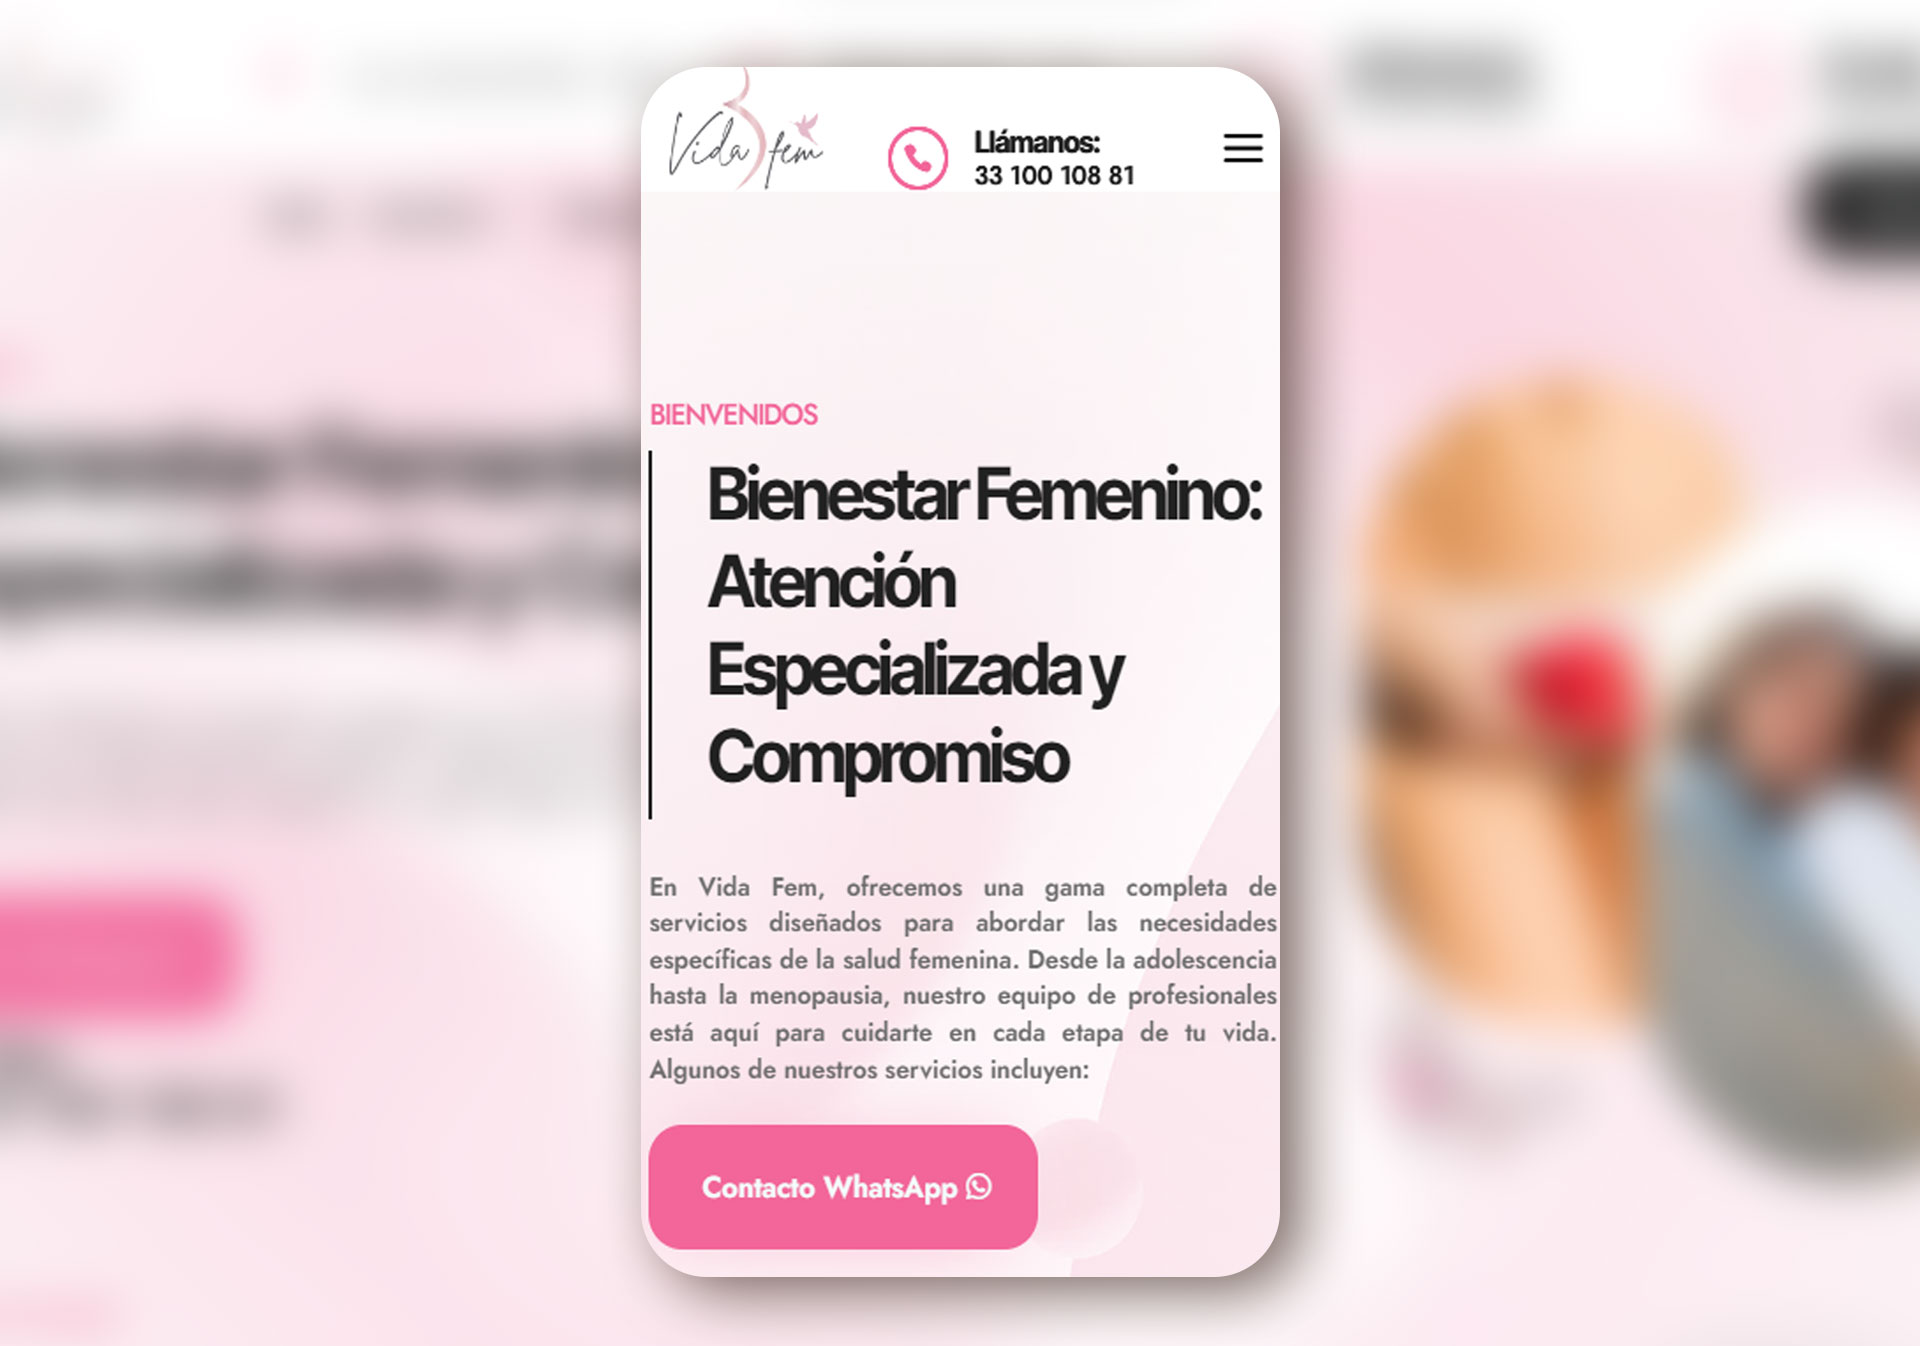 Vida fem
Llámanos:
33 100 108 81
BIENVENIDOS
Bienestar Femenino:
Atención
Especializada y
Compromiso
En Vida Fem, ofrecemos una gama completa de
servicios diseñados para abordar las necesidades
específicas de la salud femenina. Desde la adolescencia
hasta la menopausia, nuestro equipo de profesionales
está aquí para cuidarte en cada etapa de tu vida.
Algunos de nuestros servicios incluyen:
Contacto WhatsApp